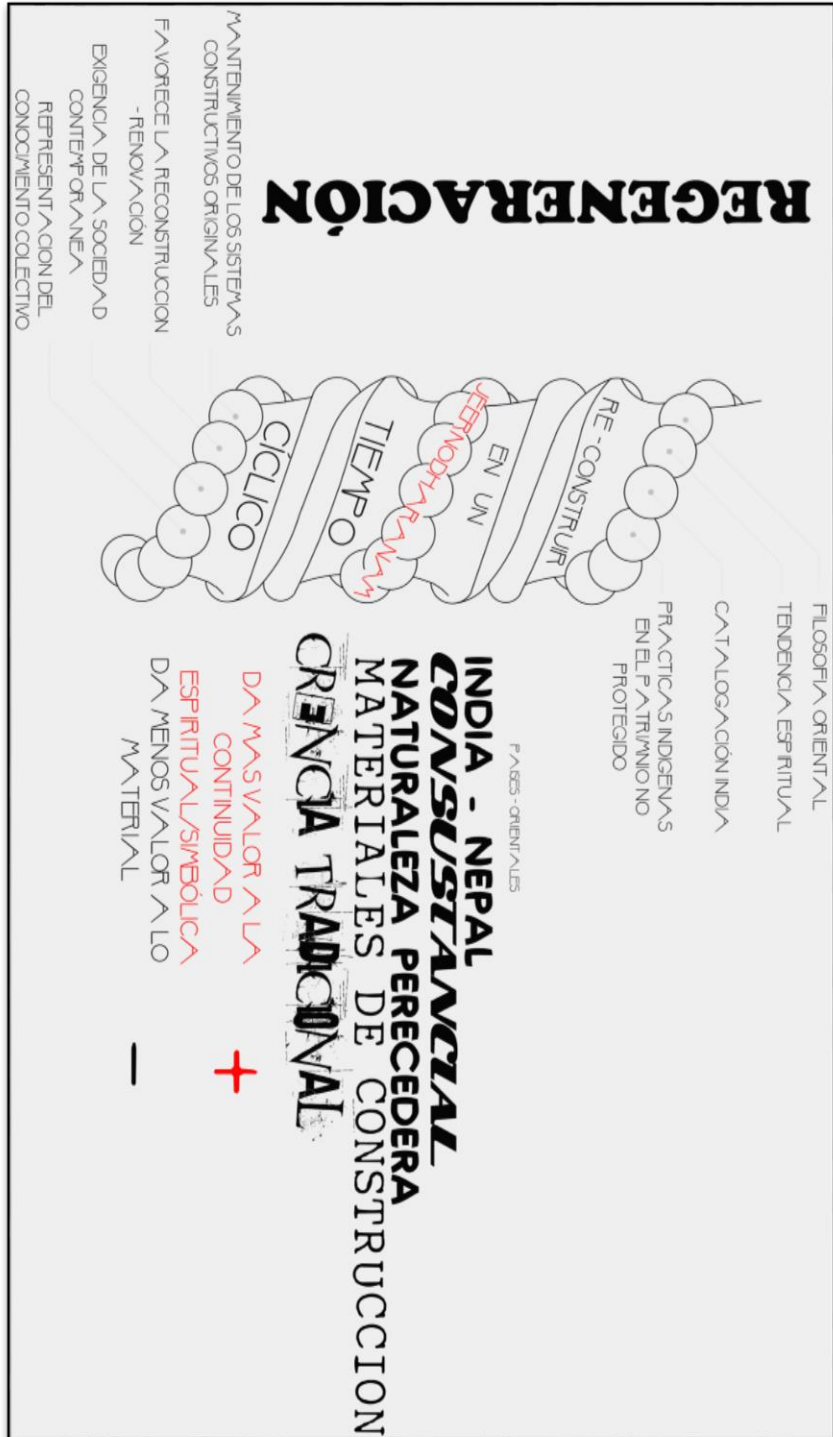 REGENERACIÓN
FILOSOFIA ORIENTAL
TENDENCIA ESPIRITUAL
CATALOGACIÓN INDIA
PRACTICAS INDIGENAS
EN EL PATRIMNIO NO
PROTEGIDO
RE-CONSTRUIR
EN UN
JEERNODHARANAM
TIEMPO
CÍCLICO
MANTENIMIENTO DE LOS SISTEMAS
CONSTRUCTIVOS ORIGINALES
FAVORECE LA RECONSTRUCCION
- RENOVACIÓN
EXIGENCIA DE LA SOCIEDAD
CONTEMPORANEA
REPRESENTACION DEL
CONOCIMIENTO COLECTIVO
PAISES - ORIENTALES
INDIA - NEPAL
CONSUSTANCIAL
NATURALEZA PERECEDERA
MATERIALES DE CONSTRUCCION
CRENCIA TRADICIONAL
DA MAS VALOR A LA
CONTINUIDAD
ESPIRITUAL/SIMBÓLICA
+
DA MENOS VALOR A LO
MATERIAL
-